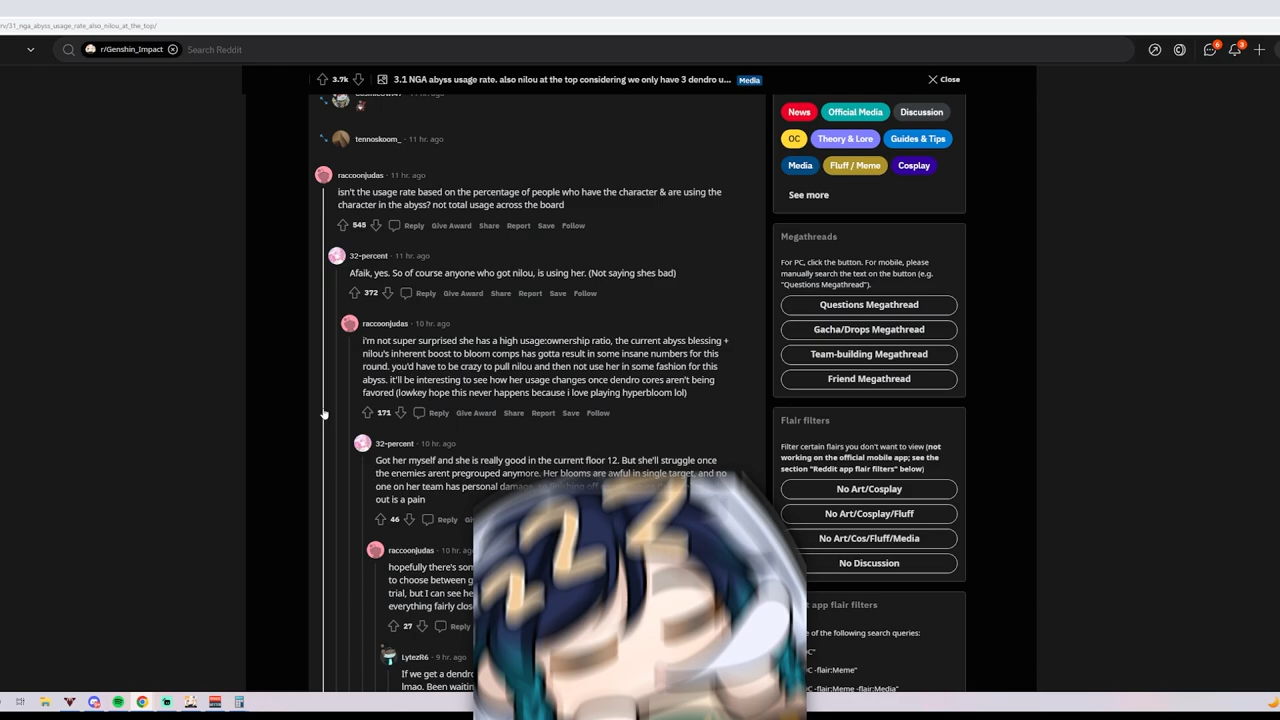 rv/31_nga_abyss_usage_rate_also_nilou_at_the_top/
r/Genshin_Impact Search Reddit 6 3
3.7k 3.1 NGA abyss usage rate. also nilou at the top considering we only have 3 dendro u... Media Close
11 hr. ago
tennoskoom_ · 11 hr. ago
raccoonjudas · 11 hr. ago
isn't the usage rate based on the percentage of people who have the character & are using the
character in the abyss? not total usage across the board
545 Reply Give Award Share Report Save Follow
32-percent · 11 hr. ago
Afaik, yes. So of course anyone who got nilou, is using her. (Not saying shes bad)
372 Reply Give Award Share Report Save Follow
raccoonjudas · 10 hr. ago
i'm not super surprised she has a high usage:ownership ratio, the current abyss blessing +
nilou's inherent boost to bloom comps has gotta result in some insane numbers for this
round. you'd have to be crazy to pull nilou and then not use her in some fashion for this
abyss. it'll be interesting to see how her usage changes once dendro cores aren't being
favored (lowkey hope this never happens because i love playing hyperbloom lol)
171 Reply Give Award Share Report Save Follow
32-percent · 10 hr. ago
Got her myself and she is really good in the current floor 12. But she'll struggle once
the enemies arent pregrouped anymore. Her blooms are awful in single target, and no
one on her team has personal damage,
out is a pain
46 Reply
raccoonjudas · 10 hr.
hopefully there's
to choose between
trial, but I can see
everything fairly
27 Reply
LytezR6 · 9 hr. ago
If we get a dendro
lmao. Been
News Official Media Discussion
OC Theory & Lore Guides & Tips
Media Fluff / Meme Cosplay
See more
Megathreads
For PC, click the button. For mobile, please
manually search the text on the button (e.g.
"Questions Megathread").
Questions Megathread
Gacha/Drops Megathread
Team-building Megathread
Friend Megathread
Flair filters
Filter certain flairs you don't want to view (not
working on the official mobile app; see the
section "Reddit app flair filters" below)
No Art/Cosplay
No Art/Cosplay/Fluff
No Art/Cos/Fluff/Media
No Discussion
app flair filters
of the following search queries:
-flair:Meme"
-flair:Meme -flair:Media"